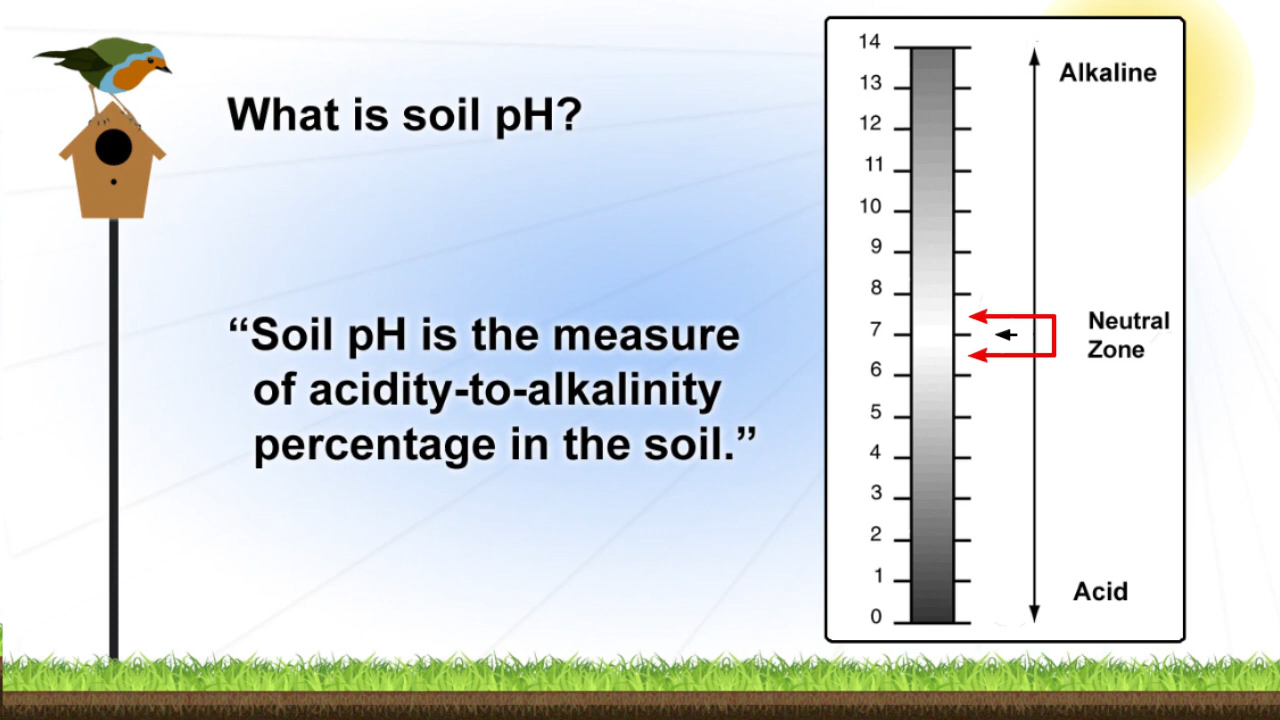 What is soil pH?
“Soil pH is the measure
of acidity-to-alkalinity
percentage in the soil.”
14
13
12
11
10
9
8
7
6
5
4
3
2
1
0
Alkaline
Neutral
Zone
Acid